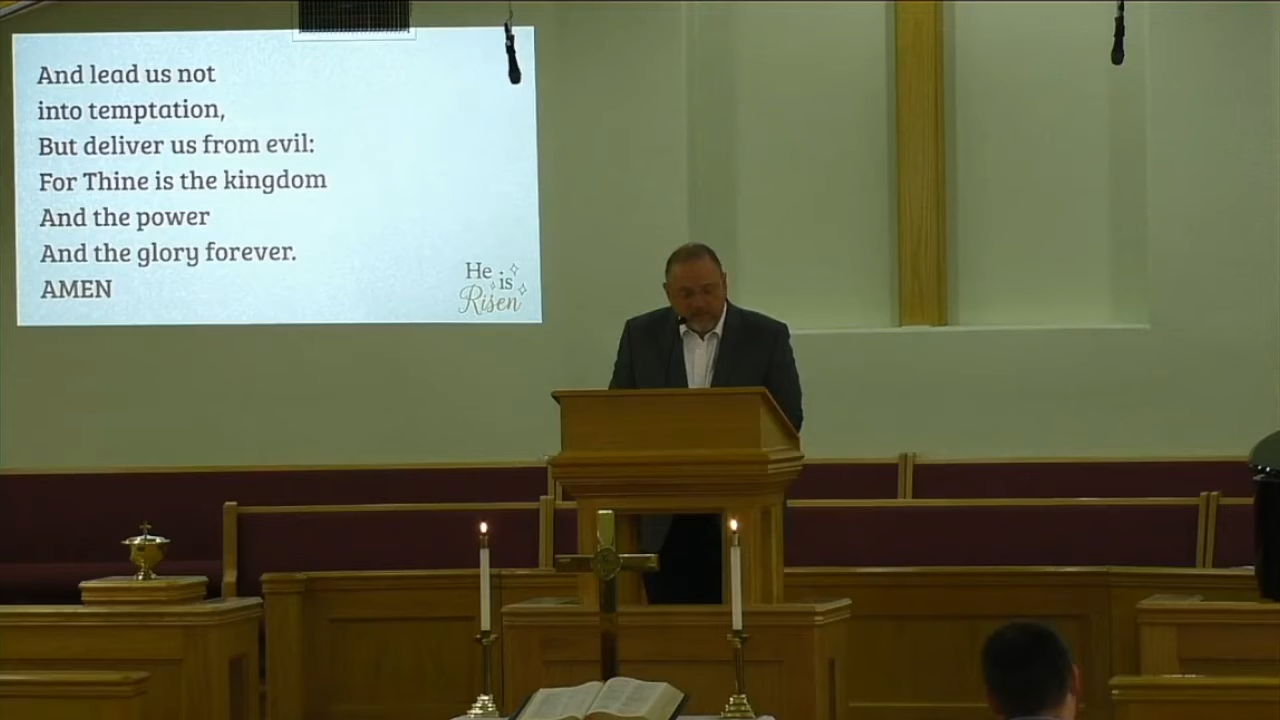 And lead us not
into temptation,
But deliver us from evil:
For Thine is the kingdom
And the power
And the glory forever.
AMEN
He
is
Risen